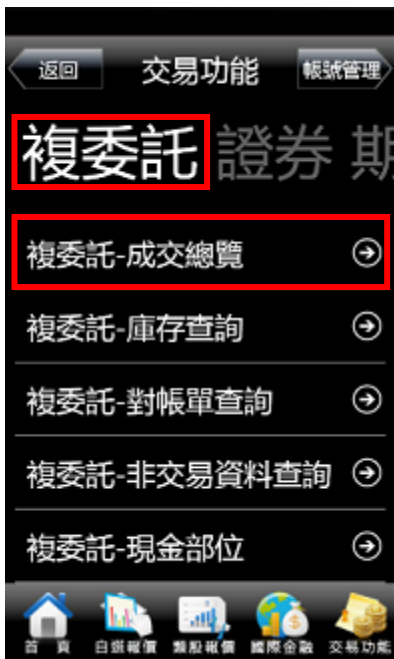 返回 交易功能 帳號管理
複委託 證券 期
複委託-成交總覽
複委託-庫存查詢
複委託-對帳單查詢
複委託-非交易資料查詢
複委託-現金部位
首頁 自選報價 類股報價 國際金融 交易功能